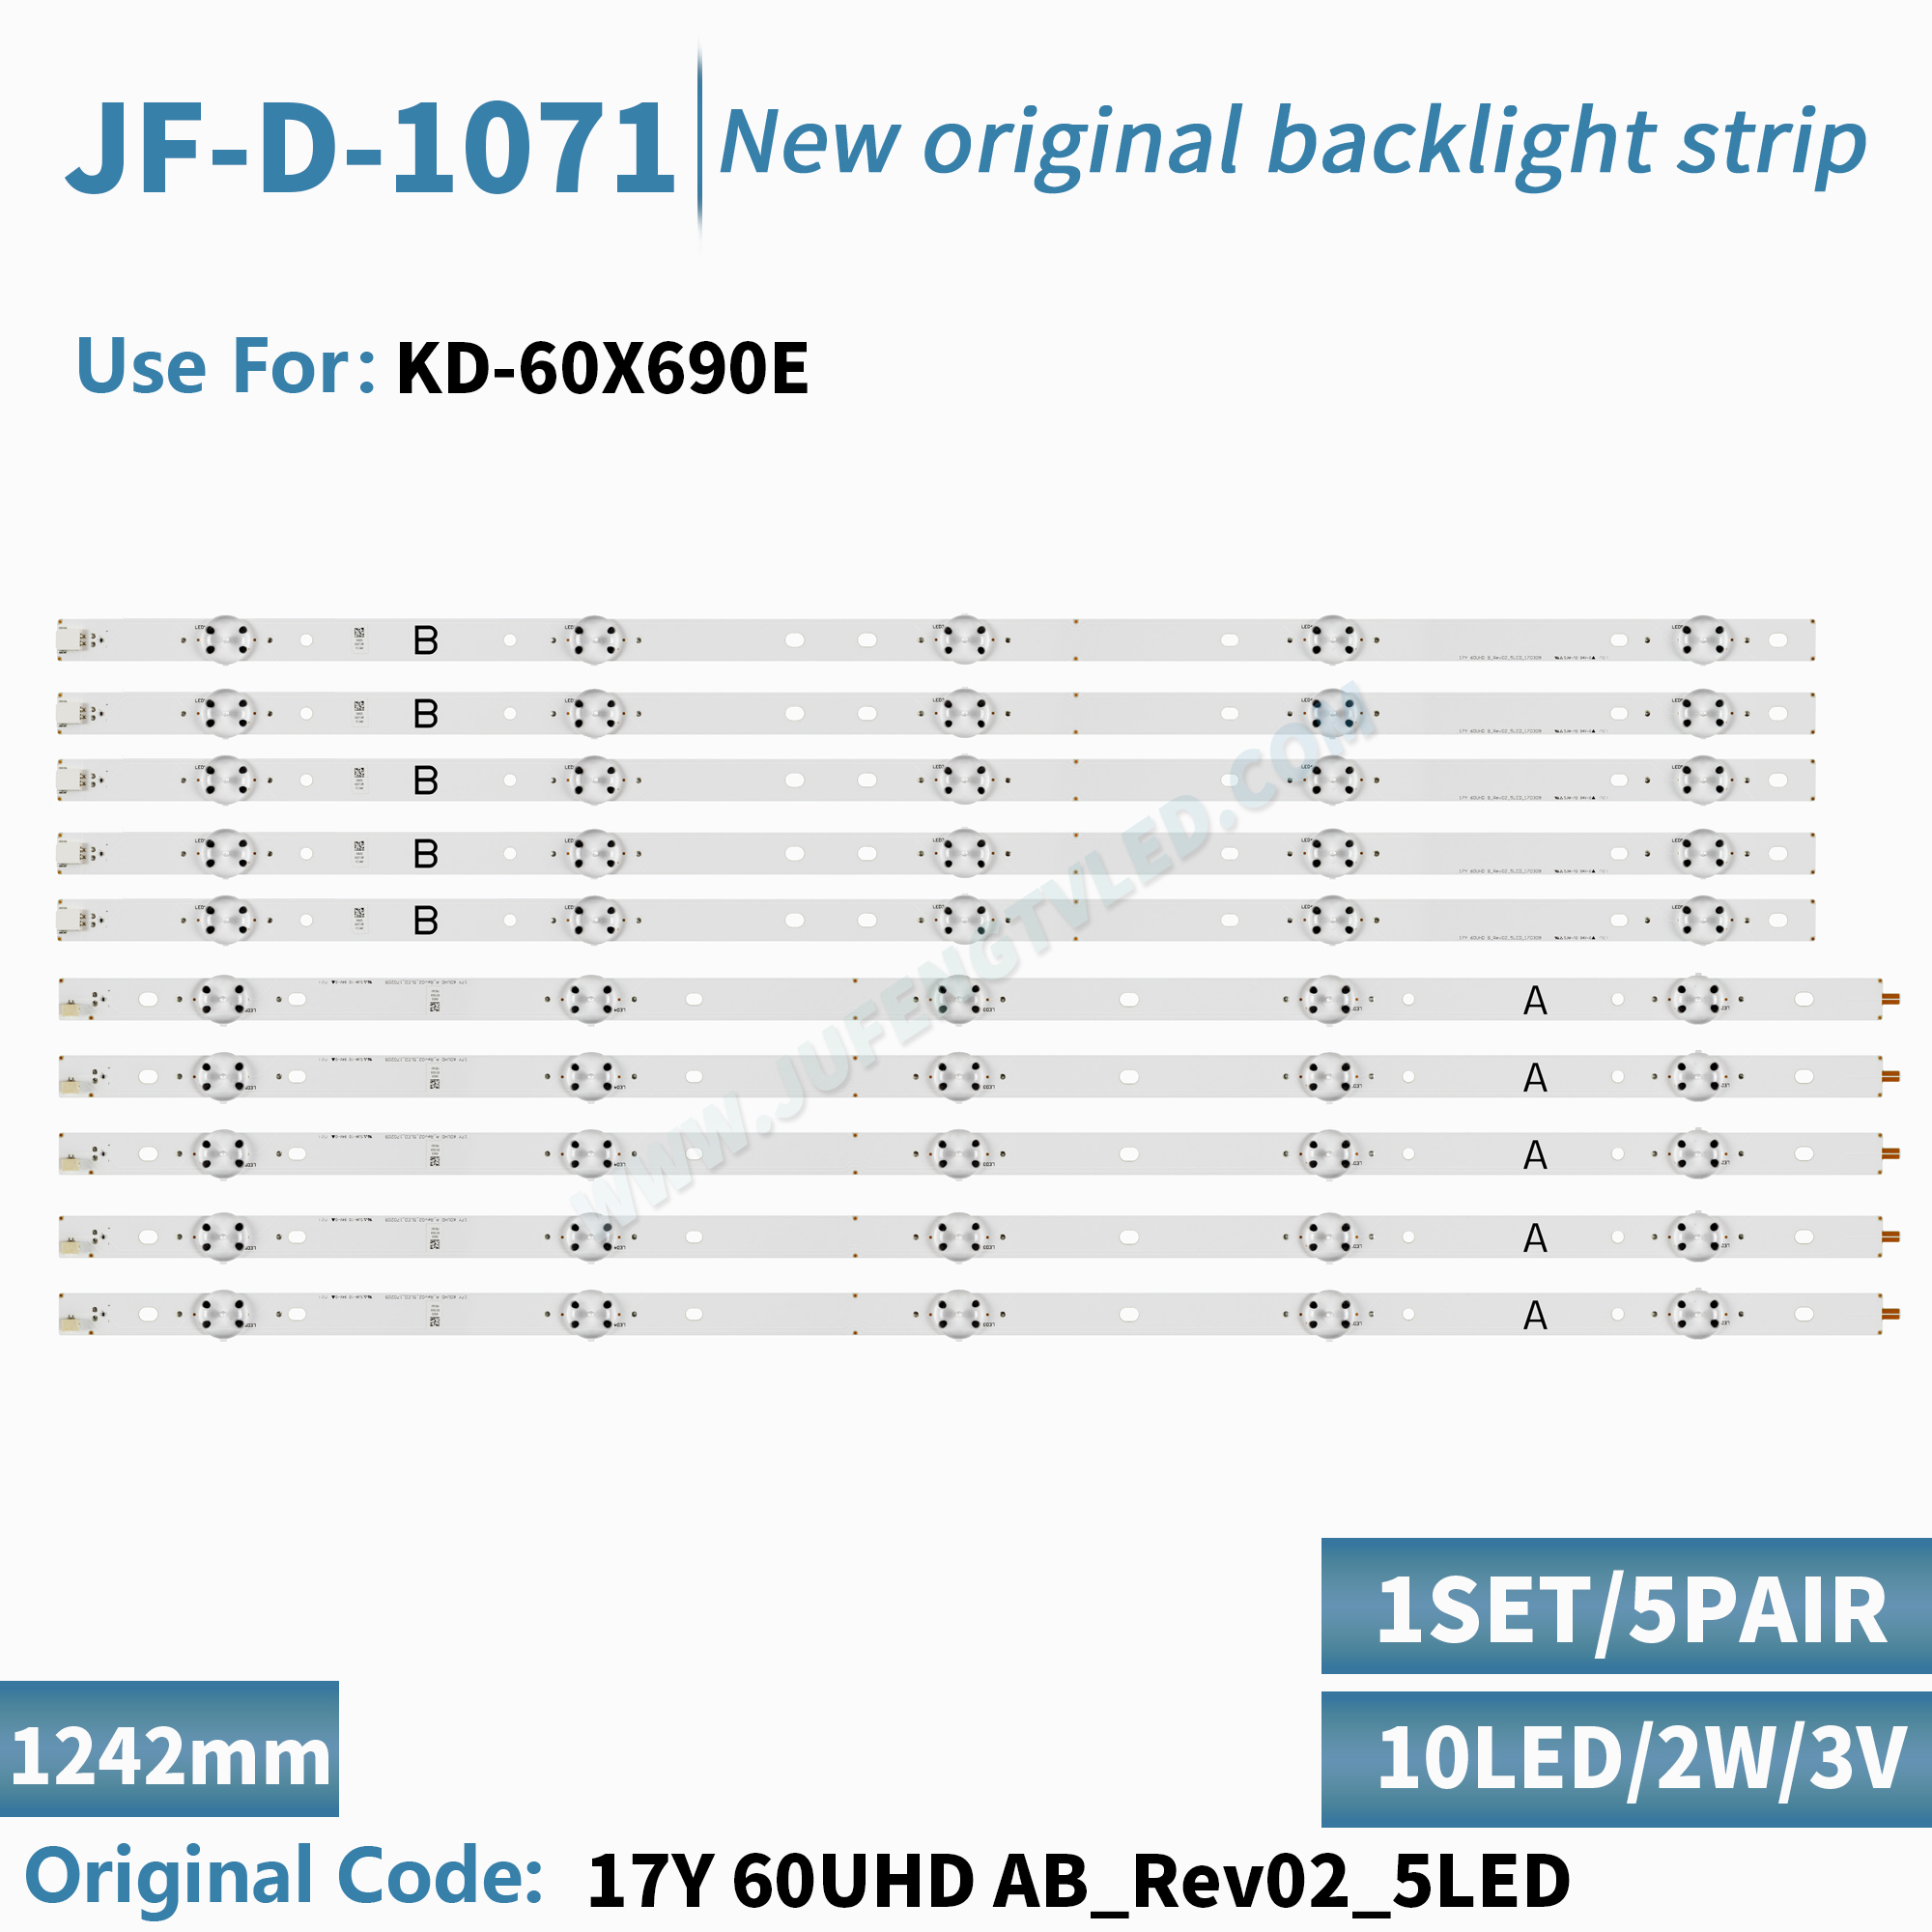 JF-D-1071
New original backlight strip
Use For: KD-60X690E
B
B
B
B
B
A
A
A
A
A
WWW.JUFENGTVLED.COM
1SET/5PAIR
10LED/2W/3V
1242mm
Original Code: 17Y 60UHD AB_Rev02_5LED